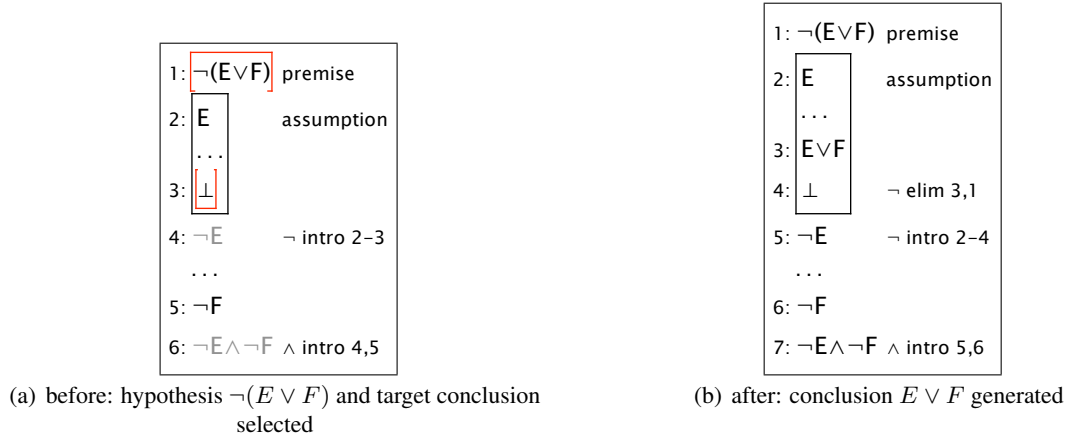 1: ¬(E∨F) premise
2: E assumption
...
3: ⊥
4: ¬E ¬ intro 2–3
...
5: ¬F
6: ¬E∧¬F ∧ intro 4,5
(a) before: hypothesis ¬(E ∨ F) and target conclusion
selected
1: ¬(E∨F) premise
2: E assumption
...
3: E∨F
4: ⊥ ¬ elim 3,1
5: ¬E ¬ intro 2–4
...
6: ¬F
7: ¬E∧¬F ∧ intro 5,6
(b) after: conclusion E ∨ F generated